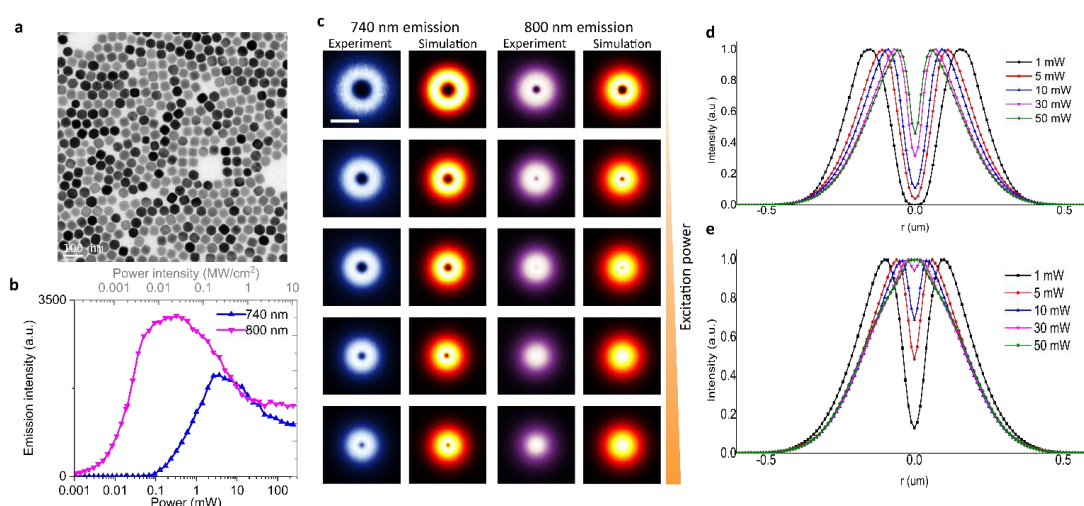 a
100 nm
Power intensity (MW/cm²)
0.001 0.01 0.1 1 10
b
3500
0
Emission intensity (a.u.)
740 nm
800 nm
0.001 0.01 0.1 1 10 100
Power (mW)
c
740 nm emission 800 nm emission
Experiment Simulation Experiment Simulation
Excitation power
d
1.0
0.8
0.6
0.4
0.2
0.0
Intensity (a.u.)
1 mW
5 mW
10 mW
30 mW
50 mW
-0.5 0.0 0.5
r (um)
e
1.0
0.8
0.6
0.4
0.2
0.0
Intensity (a.u.)
1 mW
5 mW
10 mW
30 mW
50 mW
-0.5 0.0 0.5
r (um)